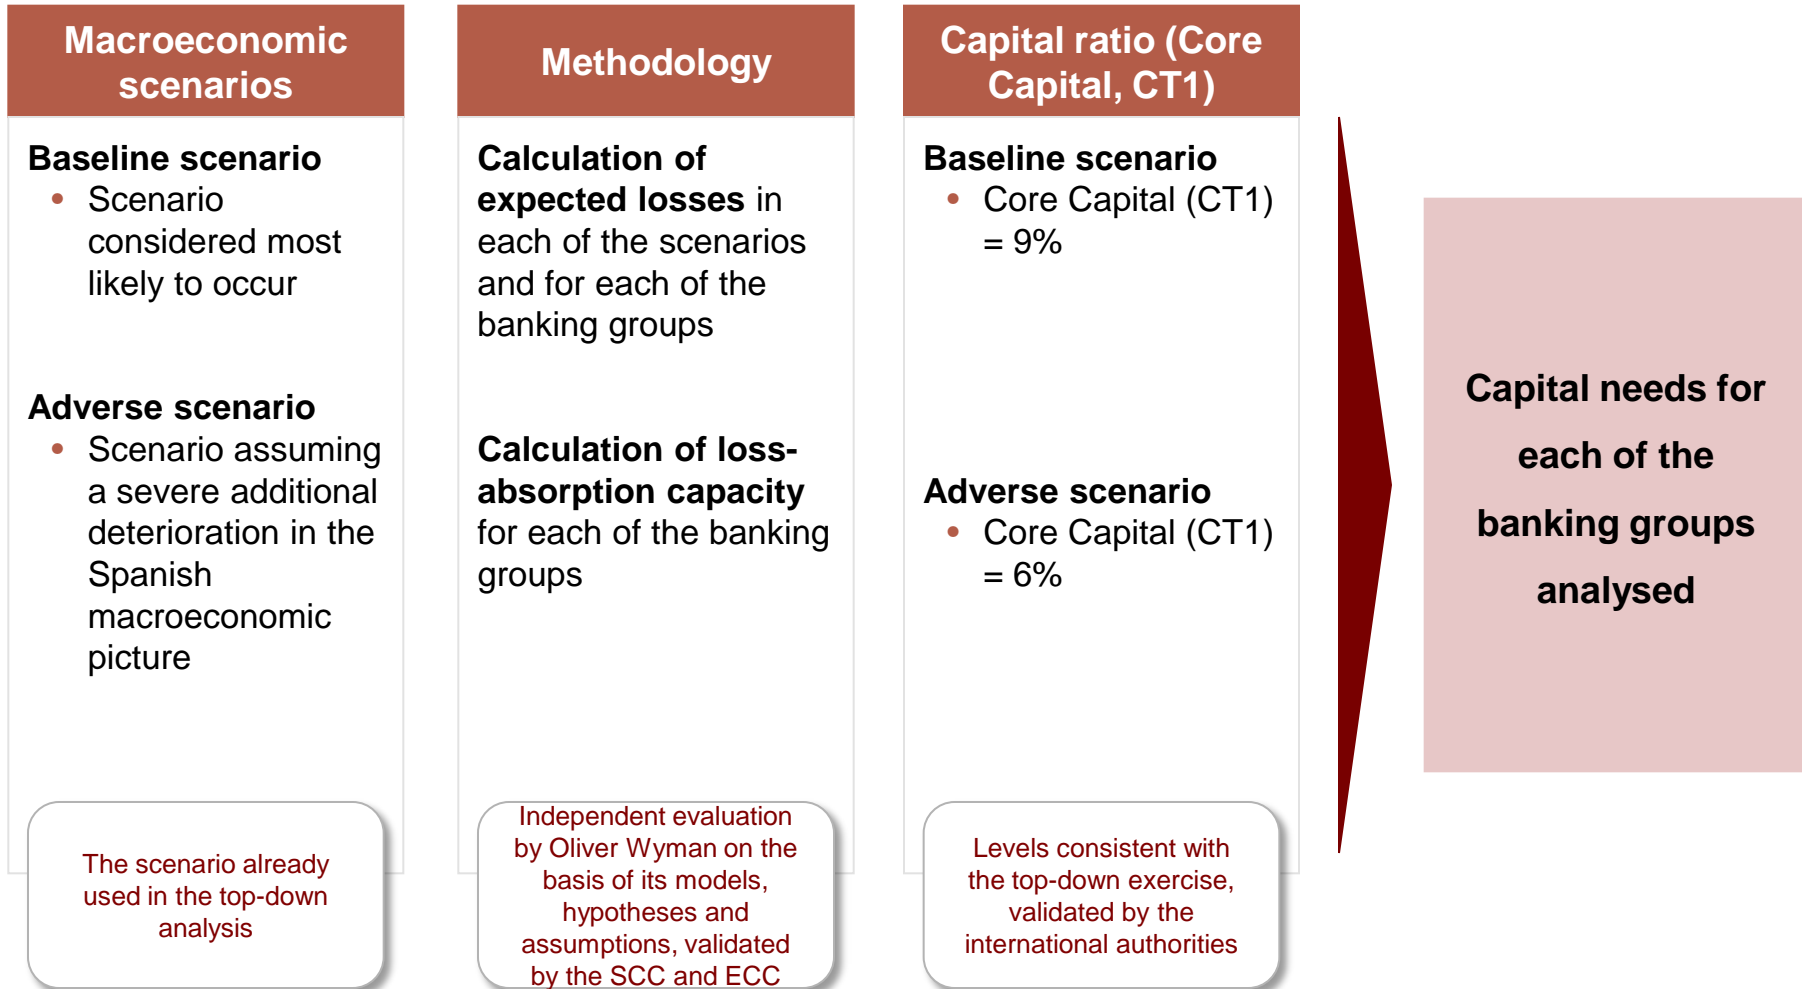 Macroeconomic
scenarios
Baseline scenario
• Scenario
considered most
likely to occur
Adverse scenario
• Scenario assuming
a severe additional
deterioration in the
Spanish
macroeconomic
picture
The scenario already
used in the top-down
analysis
Methodology
Calculation of
expected losses in
each of the scenarios
and for each of the
banking groups
Calculation of loss-
absorption capacity
for each of the banking
groups
Independent evaluation
by Oliver Wyman on the
basis of its models,
hypotheses and
assumptions, validated
by the SCC and ECC
Capital ratio (Core
Capital, CT1)
Baseline scenario
• Core Capital (CT1)
= 9%
Adverse scenario
• Core Capital (CT1)
= 6%
Levels consistent with
the top-down exercise,
validated by the
international authorities
Capital needs for
each of the
banking groups
analysed